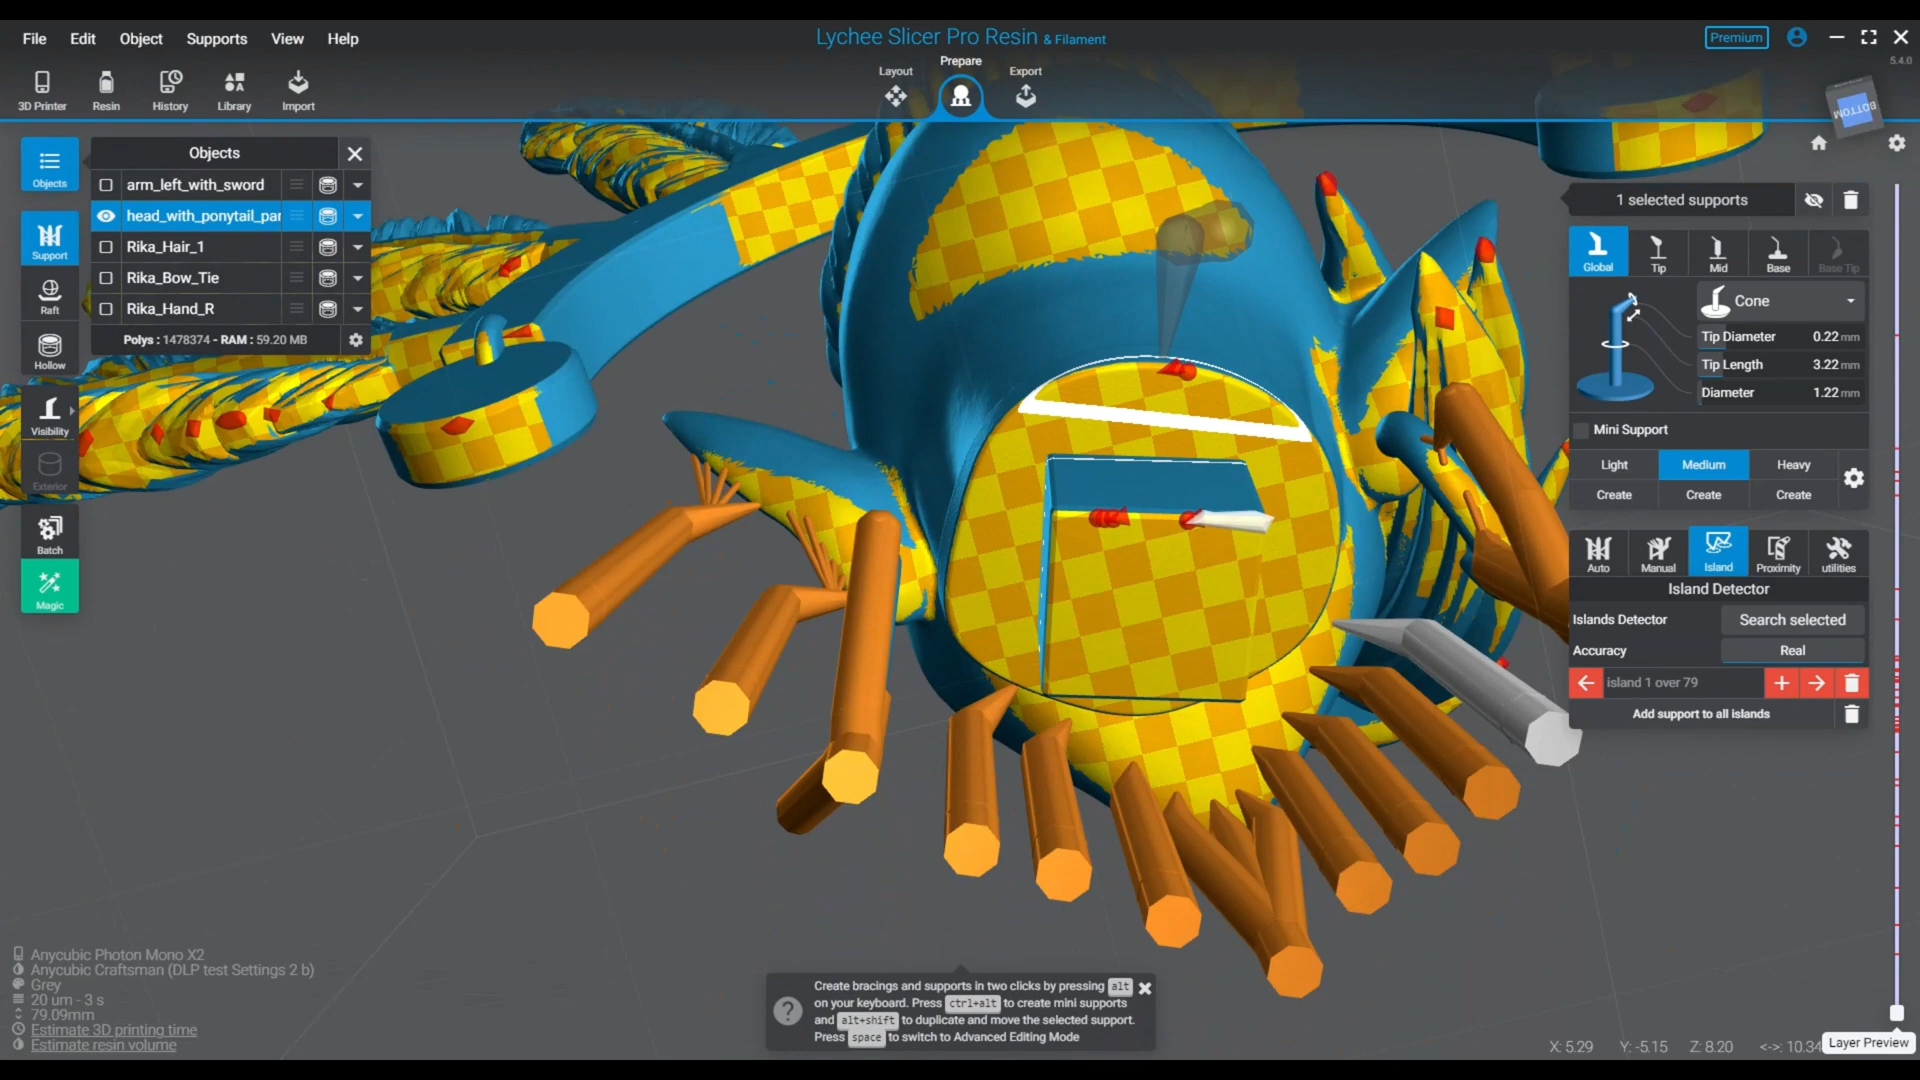 File Edit Object Supports View Help
Lychee Slicer Pro Resin & Filament
Premium
5.4.0
3D Printer Resin History Library Import
Layout Prepare Export
BOTTOM
Objects
Support
Raft
Hollow
Visibility
Exterior
Batch
Magic
Objects
arm_left_with_sword
head_with_ponytail_par
Rika_Hair_1
Rika_Bow_Tie
Rika_Hand_R
Polys : 1478374 - RAM : 59.20 MB
1 selected supports
Global Tip Mid Base Base Tip
Cone
Tip Diameter 0.22 mm
Tip Length 3.22 mm
Diameter 1.22 mm
Mini Support
Light Medium Heavy
Create Create Create
Auto Manual Island Proximity utilities
Island Detector
Islands Detector Search selected
Accuracy Real
island 1 over 79
Add support to all islands
Anycubic Photon Mono X2
Anycubic Craftsman (DLP test Settings 2 b)
Grey
20 um - 3 s
79.09mm
Estimate 3D printing time
Estimate resin volume
Create bracings and supports in two clicks by pressing alt
on your keyboard. Press ctrl+alt to create mini supports
and alt+shift to duplicate and move the selected support.
Press space to switch to Advanced Editing Mode
X: 5.29 Y: -5.15 Z: 8.20 <->: 10.34
Layer Preview